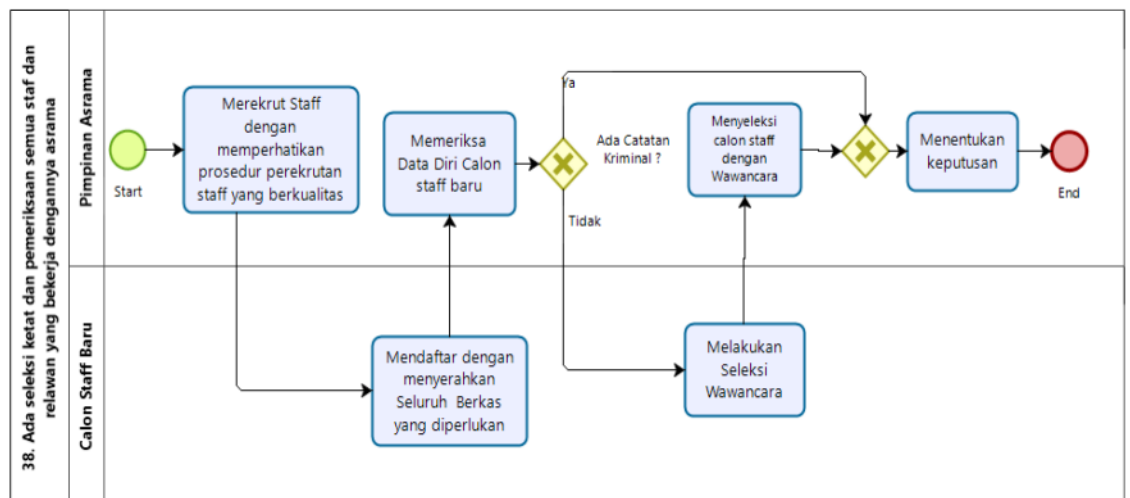 38. Ada seleksi ketat dan pemeriksaan semua staf dan
relawan yang bekerja dengannya asrama
Pimpinan Asrama
Start
Merekrut Staff
dengan
memperhatikan
prosedur perekrutan
staff yang berkualitas
Memeriksa
Data Diri Calon
staff baru
Ya
Ada Catatan
Kriminal ?
Tidak
Menyeleksi
calon staff
dengan
Wawancara
Menentukan
keputusan
End
Calon Staff Baru
Mendaftar dengan
menyerahkan
Seluruh Berkas
yang diperlukan
Melakukan
Seleksi
Wawancara